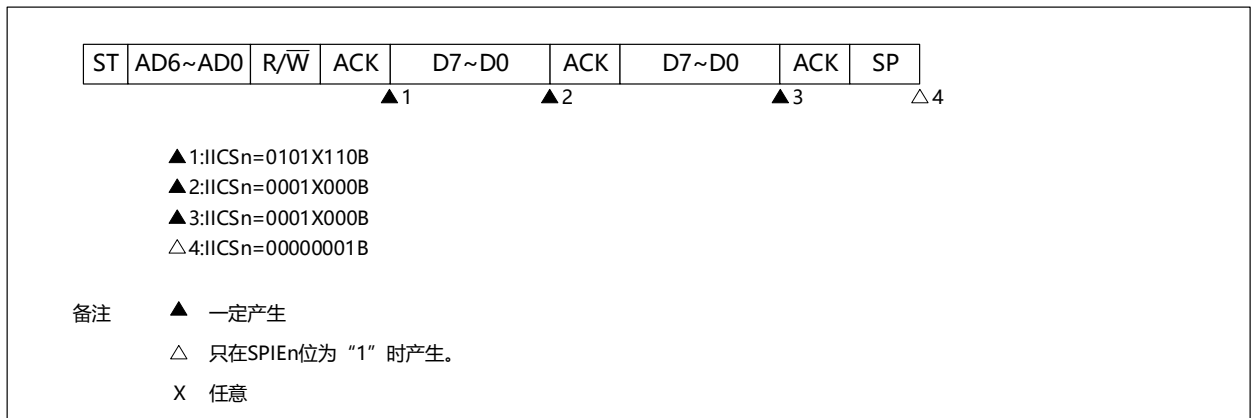 ST AD6~AD0 R/W̅ ACK D7~D0 ACK D7~D0 ACK SP
▲1 ▲2 ▲3 △4
▲1:IICSn=0101X110B
▲2:IICSn=0001X000B
▲3:IICSn=0001X000B
△4:IICSn=00000001B
备注 ▲ 一定产生
△ 只在SPIEn位为“1”时产生。
X 任意